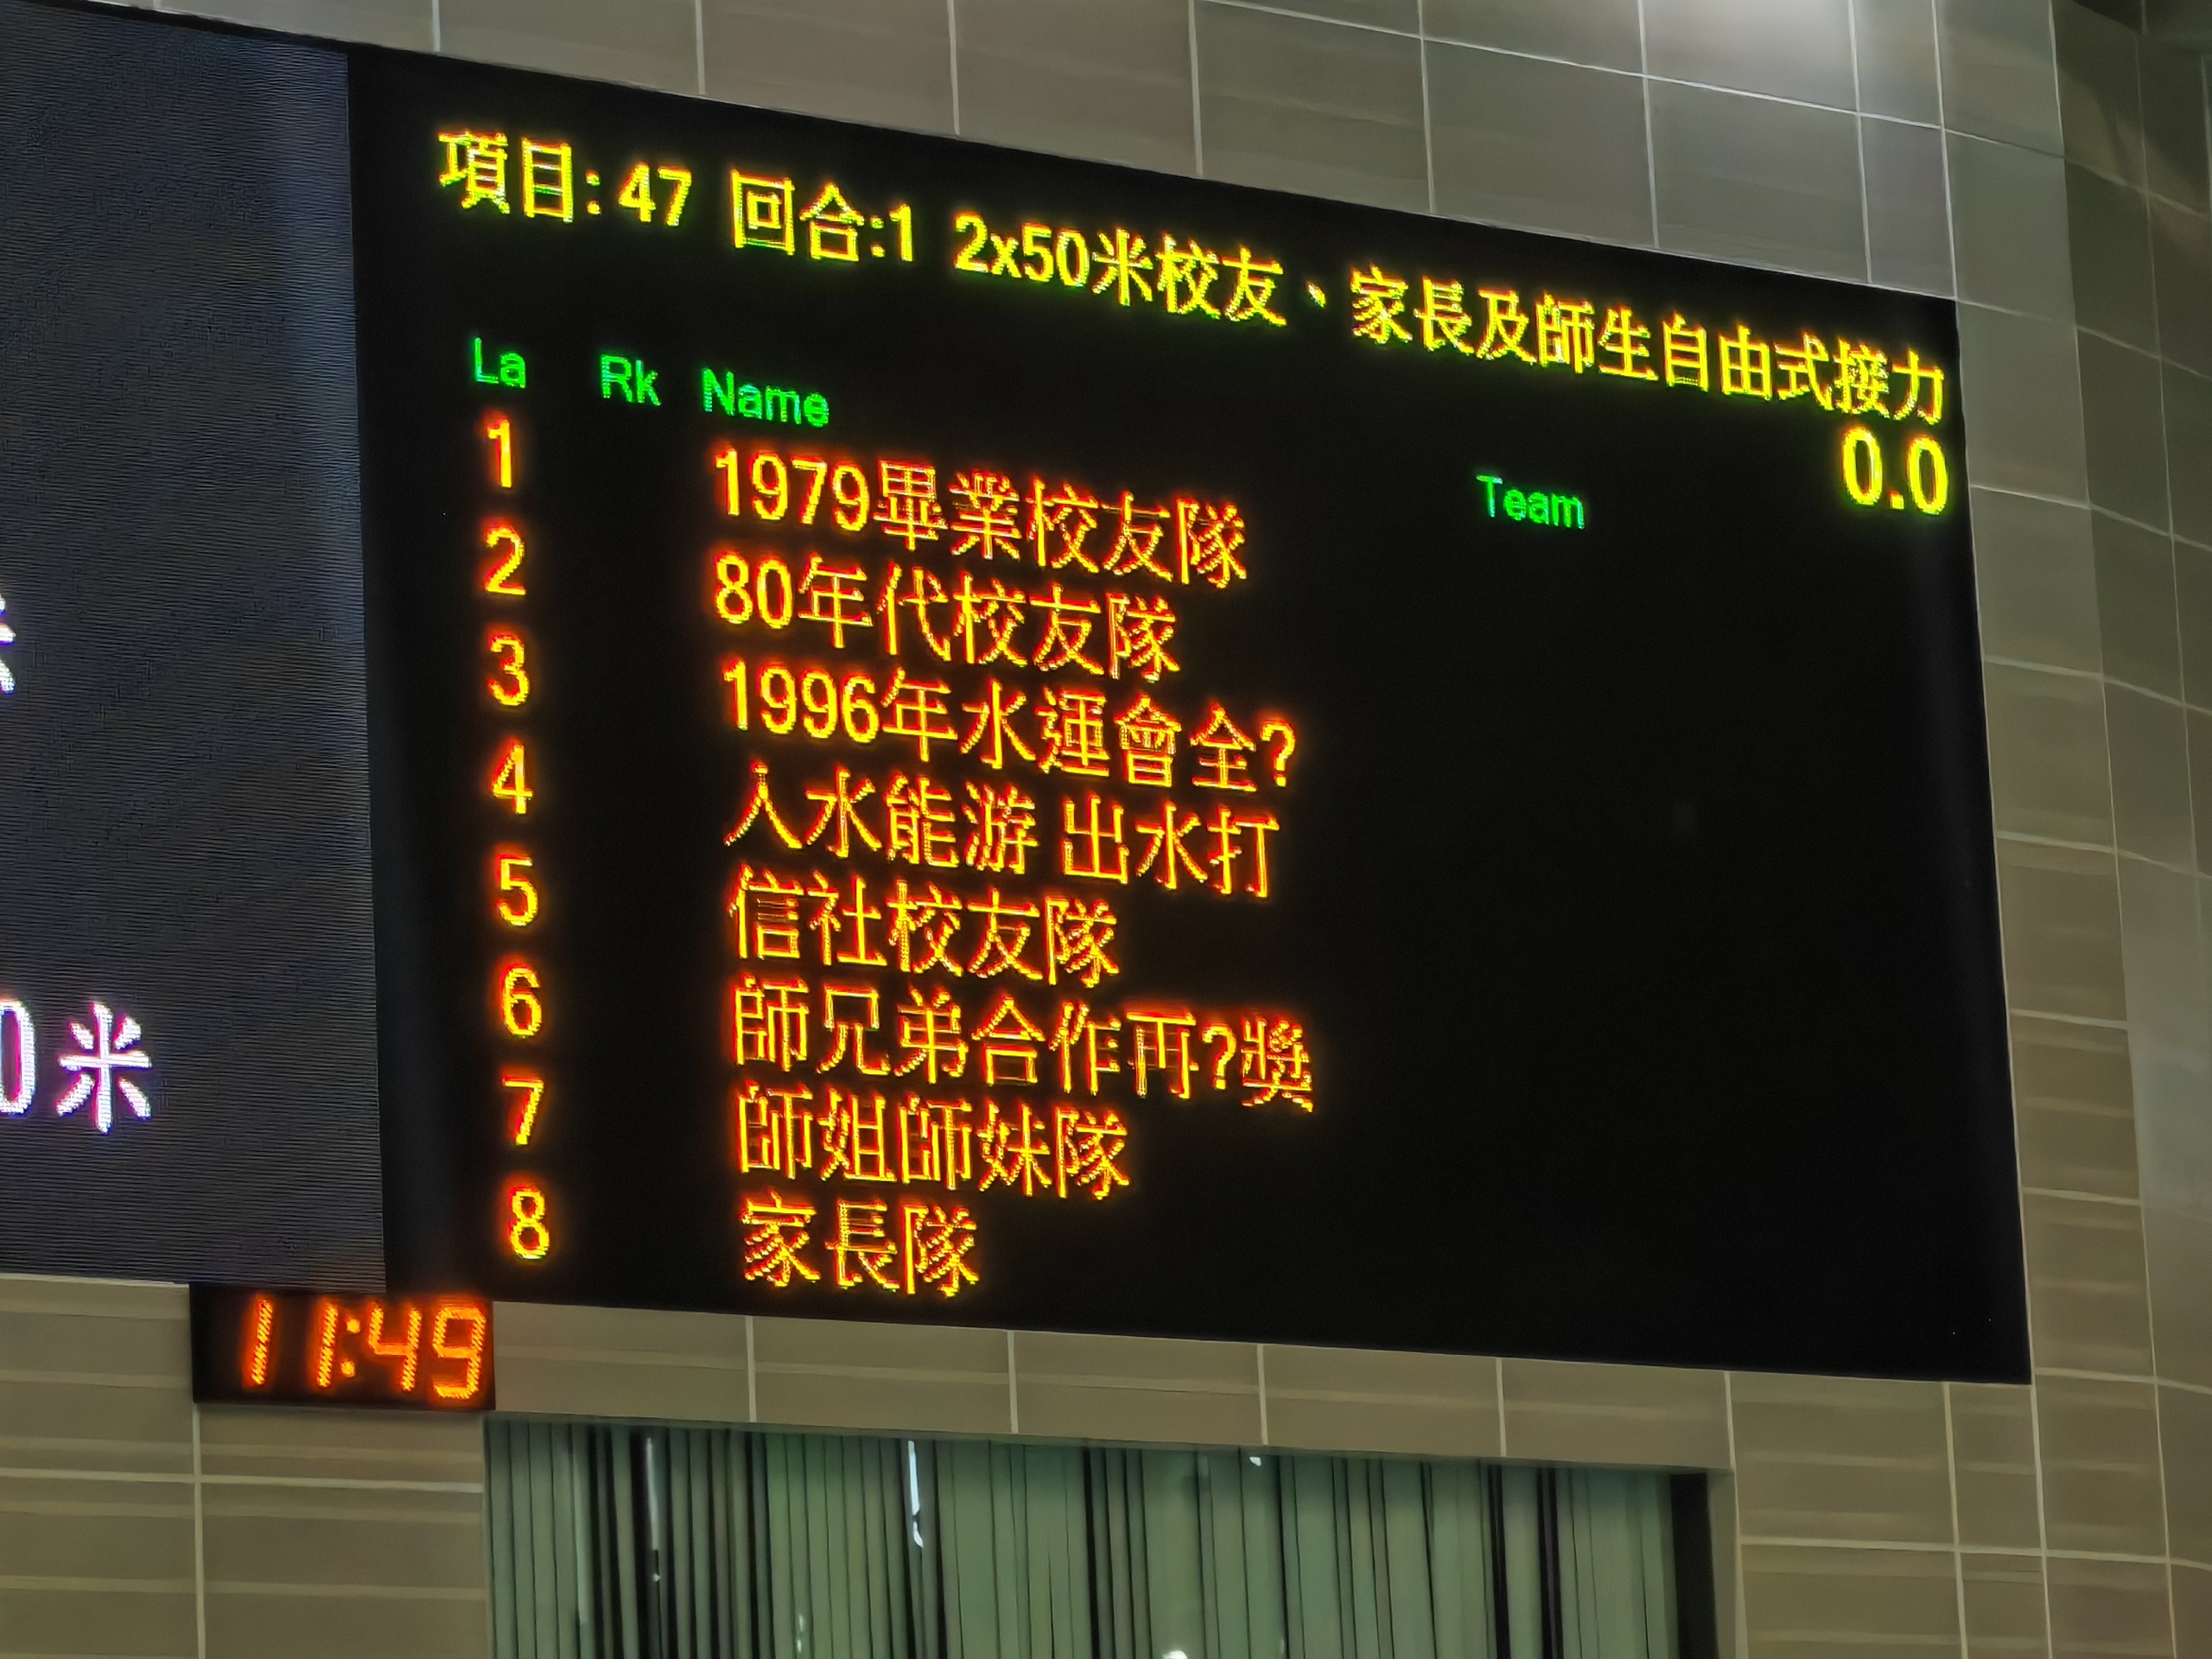 項目: 47 回合:1 2x50米校友、家長及師生自由式接力
0.0
La Rk Name Team
1 1979畢業校友隊
2 80年代校友隊
3 1996年水運會全?
4 入水能游 出水打
5 信社校友隊
6 師兄弟合作再?獎
7 師姐師妹隊
8 家長隊
0米
11:49